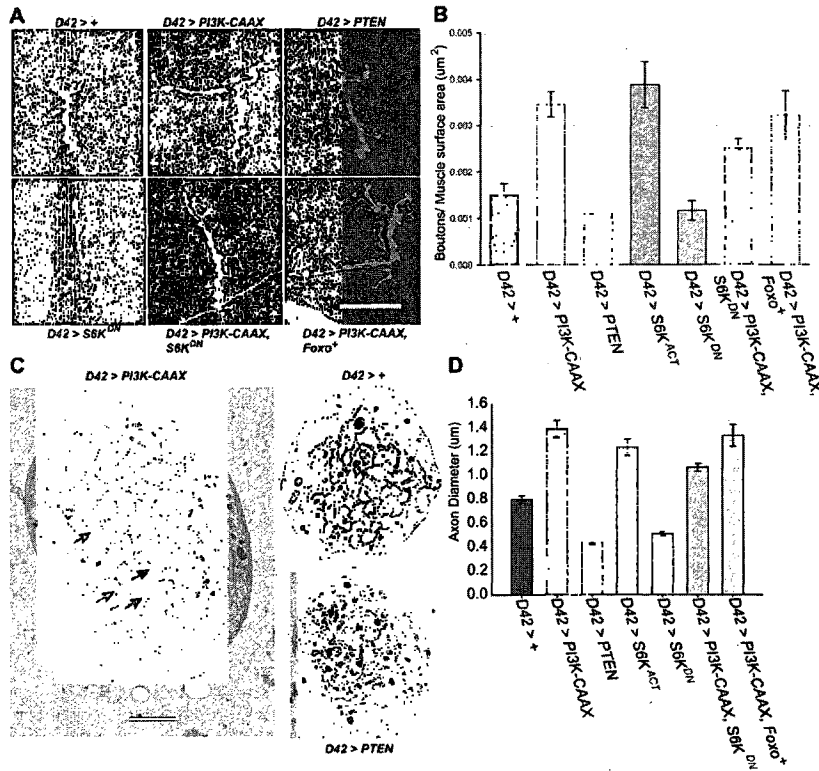 A
D42 > +
D42 > PI3K-CAAX
D42 > PTEN
D42 > S6K^DN
D42 > PI3K-CAAX,
S6K^DN
D42 > PI3K-CAAX,
Foxo+
B
Boutons/ Muscle surface area (um²)
0.005
0.004
0.003
0.002
0.001
0.000
D42 > +
D42 > PI3K-CAAX
D42 > PTEN
D42 > S6K^ACT
D42 > S6K^DN
D42 > PI3K-CAAX,
S6K^DN
D42 > PI3K-CAAX,
Foxo+
C
D42 > PI3K-CAAX
D42 > +
D42 > PTEN
D
Axon Diameter (um)
1.6
1.4
1.2
1.0
0.8
0.6
0.4
0.2
0.0
D42 > +
D42 > PI3K-CAAX
D42 > PTEN
D42 > S6K^ACT
D42 > S6K^DN
D42 > PI3K-CAAX, S6K^DN
D42 > PI3K-CAAX, Foxo+